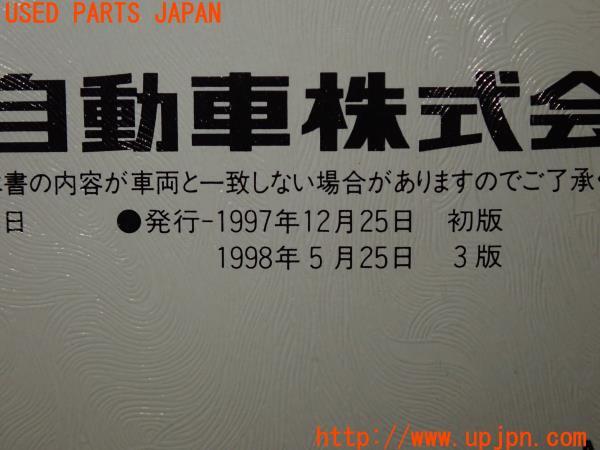 USED PARTS JAPAN
自動車株式会
書の内容が車両と一致しない場合がありますのでご了承く
日 ●発行-1997年12月25日 初版
1998年5月25日 3版
http://www.upjpn.com/